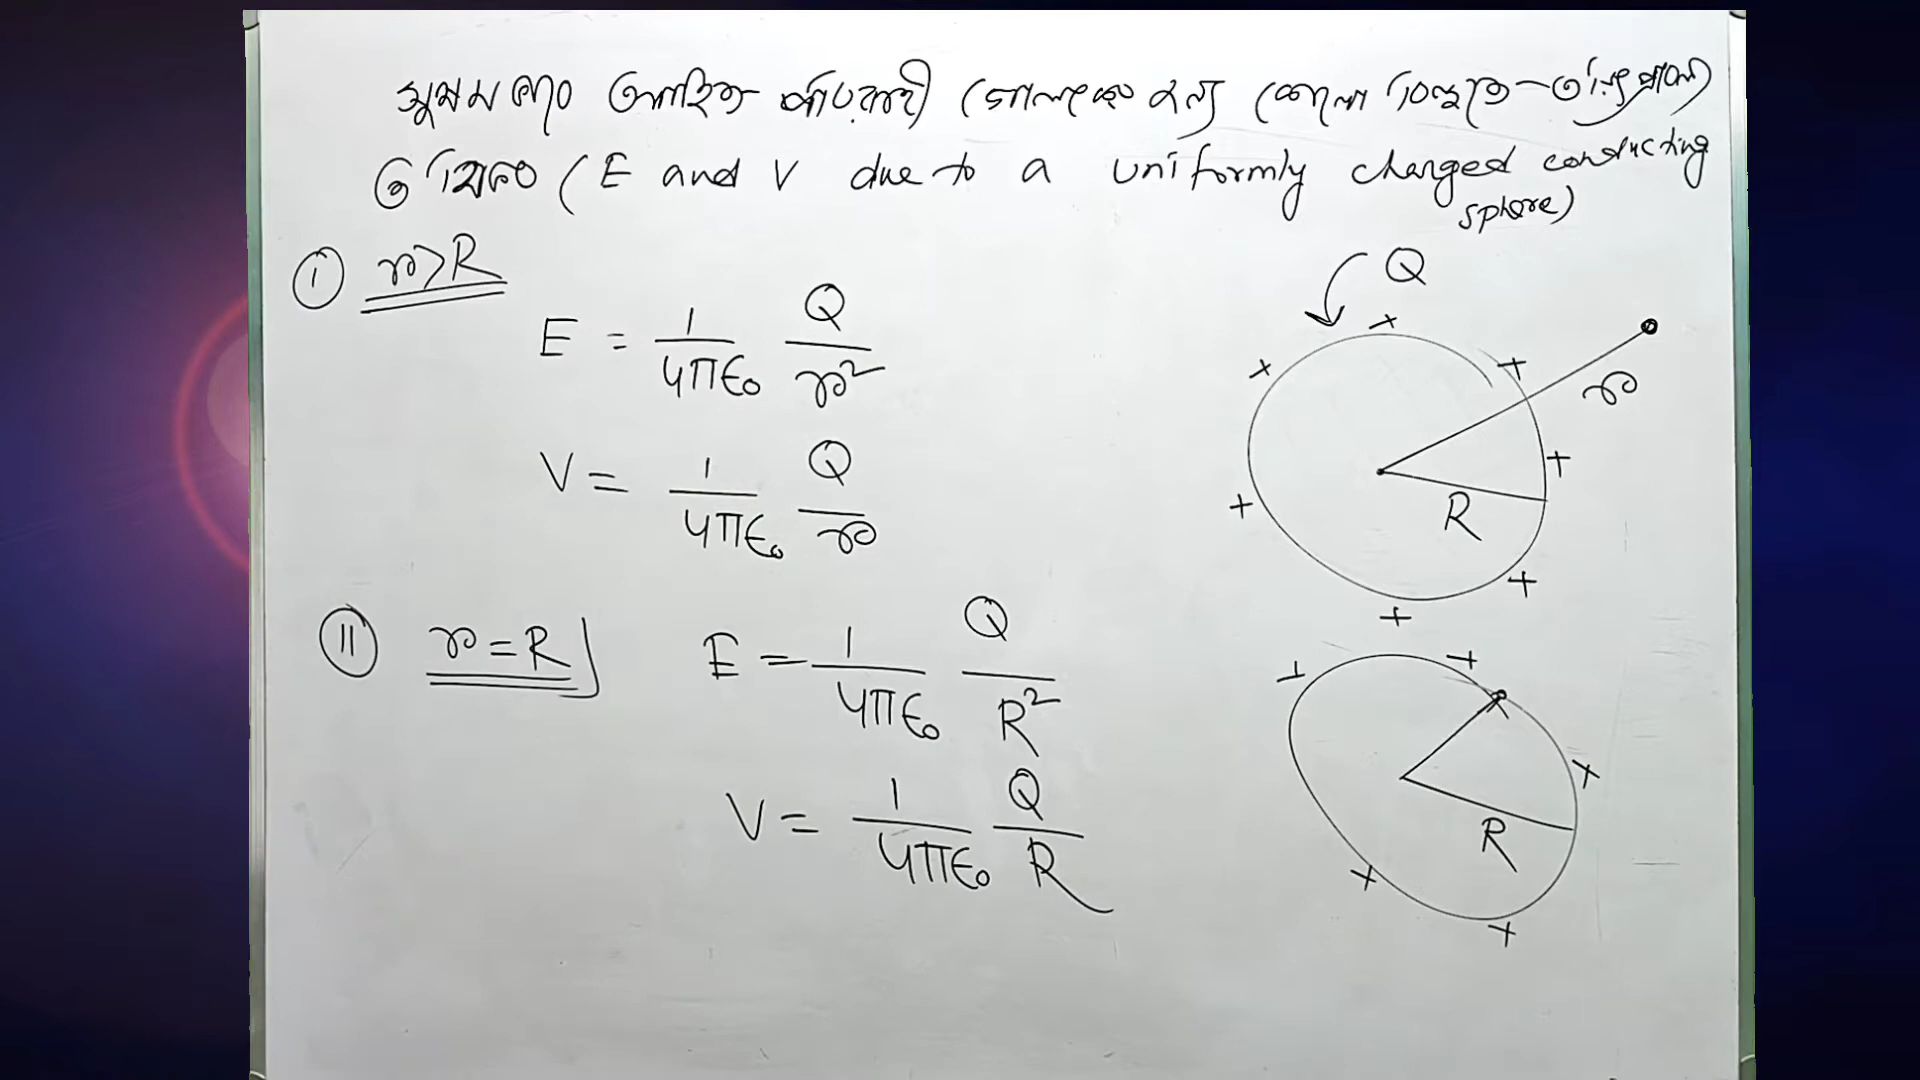 সুষমভাবে আহিত পরিবাহী গোলকের জন্য কোনো বিন্দুতে তড়িৎপ্রাবল্য
ও বিভব (E and V due to a uniformly charged conducting
sphere)
I r>R
E = 1/4πϵ₀ Q/r²
V = 1/4πϵ₀ Q/r
II r=R
E = 1/4πϵ₀ Q/R²
V = 1/4πϵ₀ Q/R
Q
r
R
R